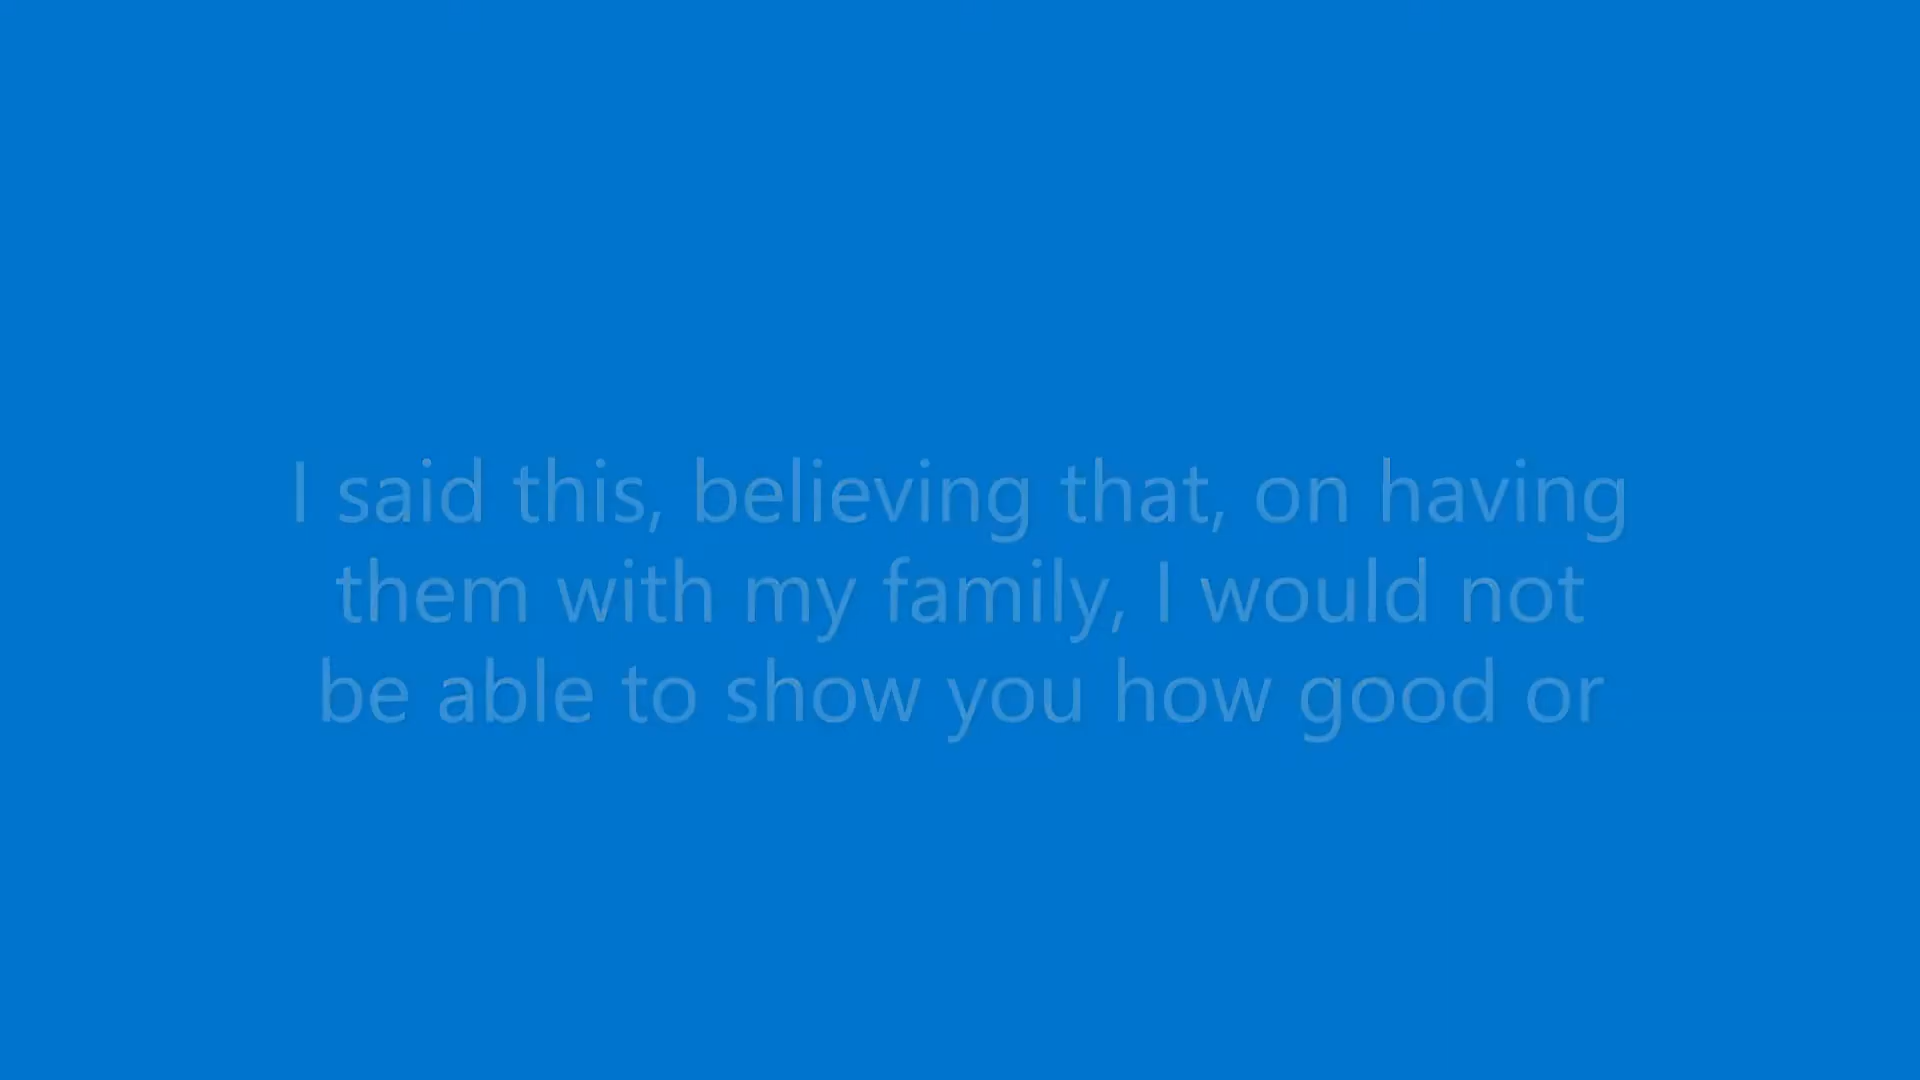 I said this, believing that, on having
them with my family, I would not
be able to show you how good or